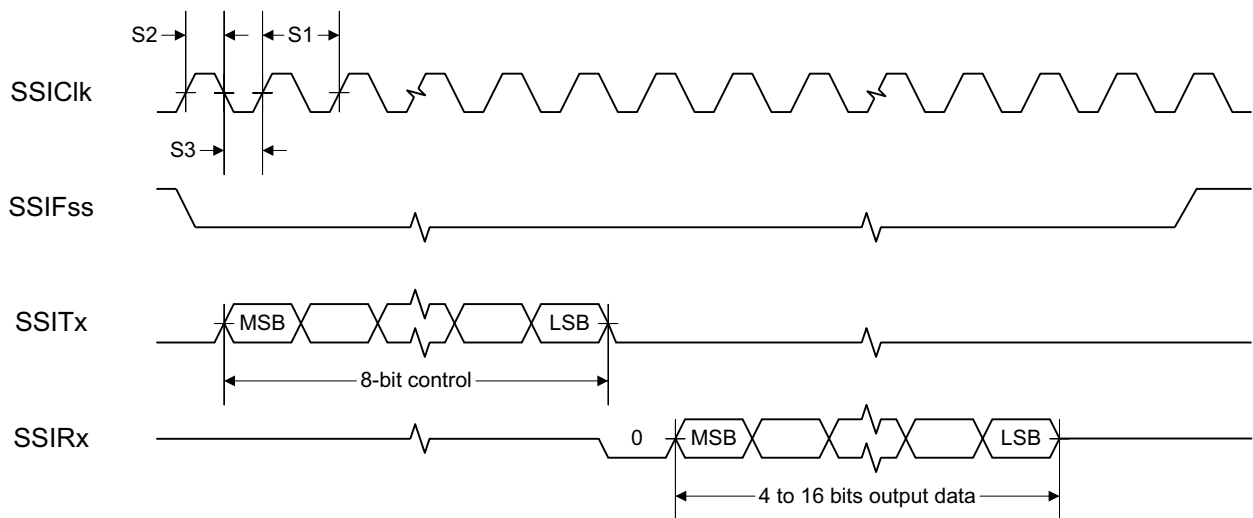 S2
S1
SSIClk
S3
SSIFss
SSITx
MSB
LSB
8-bit control
SSIRx
0
MSB
LSB
4 to 16 bits output data